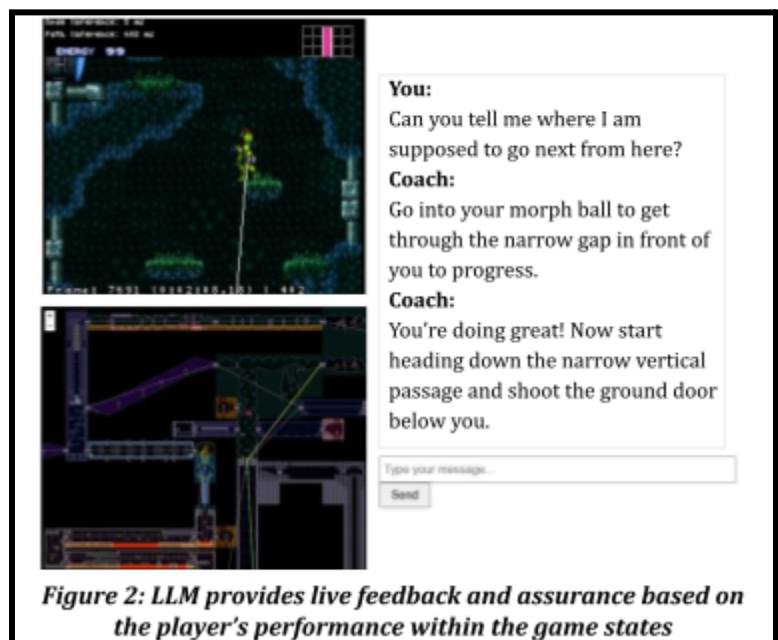 ENERGY 99
You:
Can you tell me where I am
supposed to go next from here?
Coach:
Go into your morph ball to get
through the narrow gap in front of
you to progress.
Coach:
You're doing great! Now start
heading down the narrow vertical
passage and shoot the ground door
below you.
Type your message...
Send
Figure 2: LLM provides live feedback and assurance based on
the player's performance within the game states